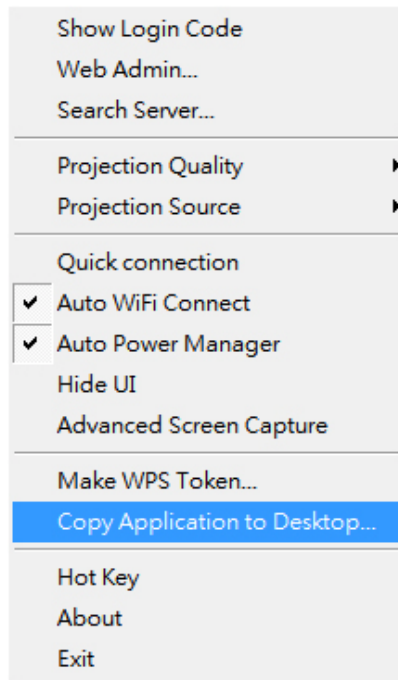 Show Login Code
Web Admin...
Search Server...
Projection Quality
Projection Source
Quick connection
Auto WiFi Connect
Auto Power Manager
Hide UI
Advanced Screen Capture
Make WPS Token...
Copy Application to Desktop...
Hot Key
About
Exit